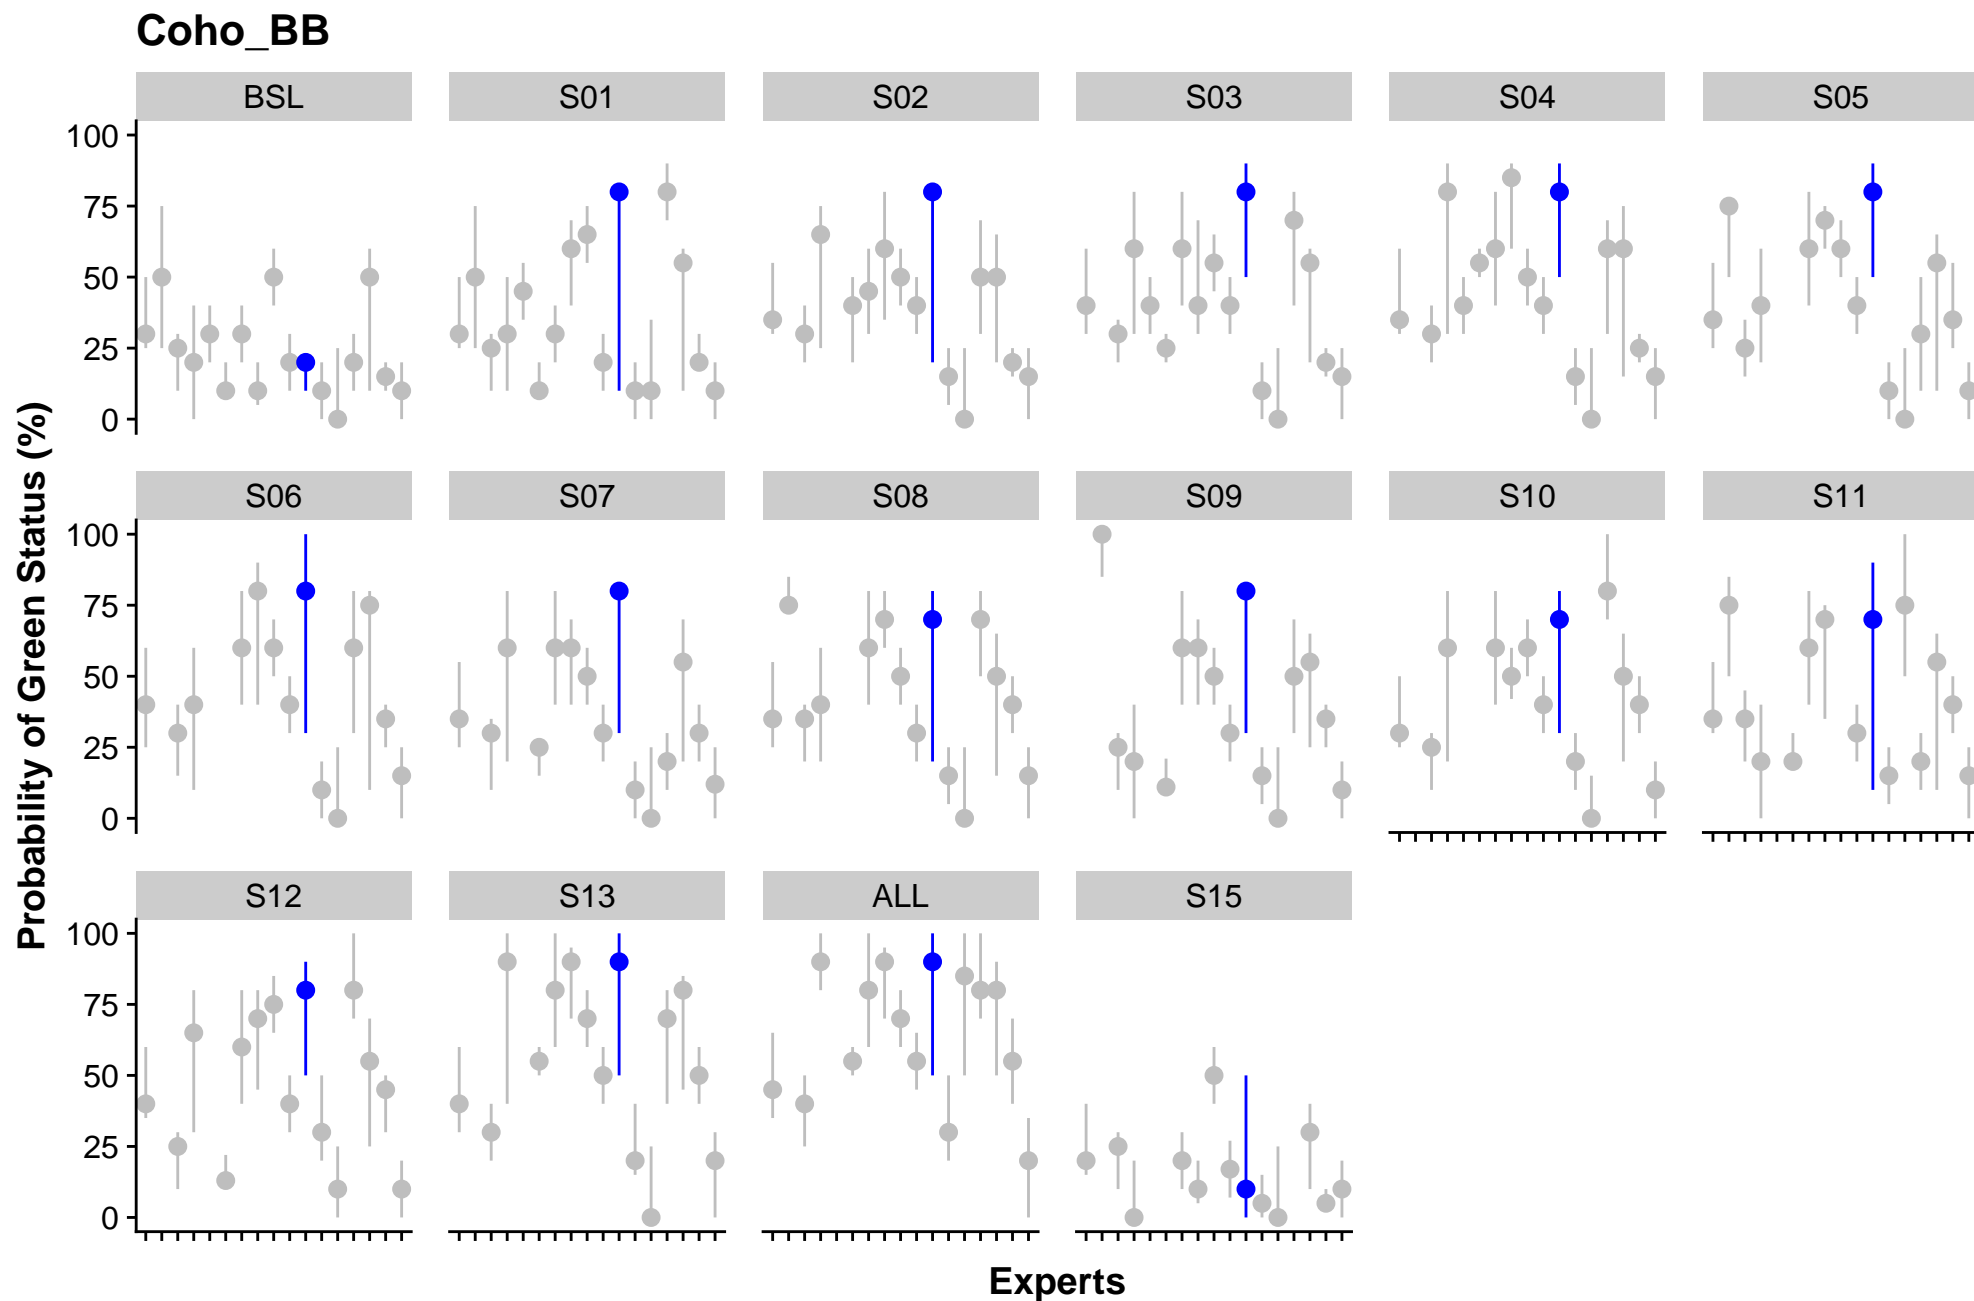 Coho_BB
BSL
S01
S02
S03
S04
S05
100
75
50
25
0
Probability of Green Status (%)
S06
S07
S08
S09
S10
S11
100
75
50
25
0
S12
S13
ALL
S15
100
75
50
25
0
Experts